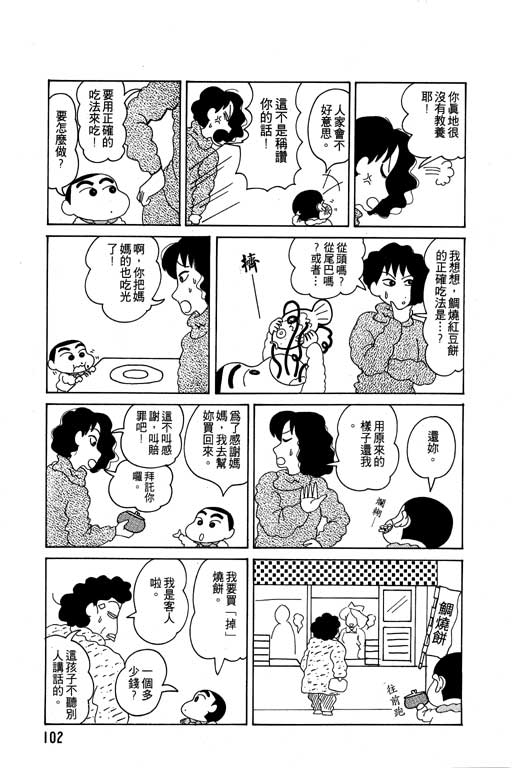 你真地很
沒有教養
耶！
人家會不
好意思。
這不是稱讚
你的話！
要用正確的
吃法來吃！
要怎麼做？
我想想，鯛燒紅豆餅
的正確吃法是…？
從頭嗎？
從尾巴嗎
？或者…
擠
啊，你把媽
媽的也吃光
了！
還妳。
爛糊
用原來的
樣子還我
。
為了感謝媽
媽，我去幫
妳買回來。
這不叫感
謝，叫賠
罪吧！
拜託你
囉。
鯛燒餅
往前跑
我要買「掉」
燒餅。
我是客人
啦。
一個多
少錢？
這孩子不聽別
人講話的。
102